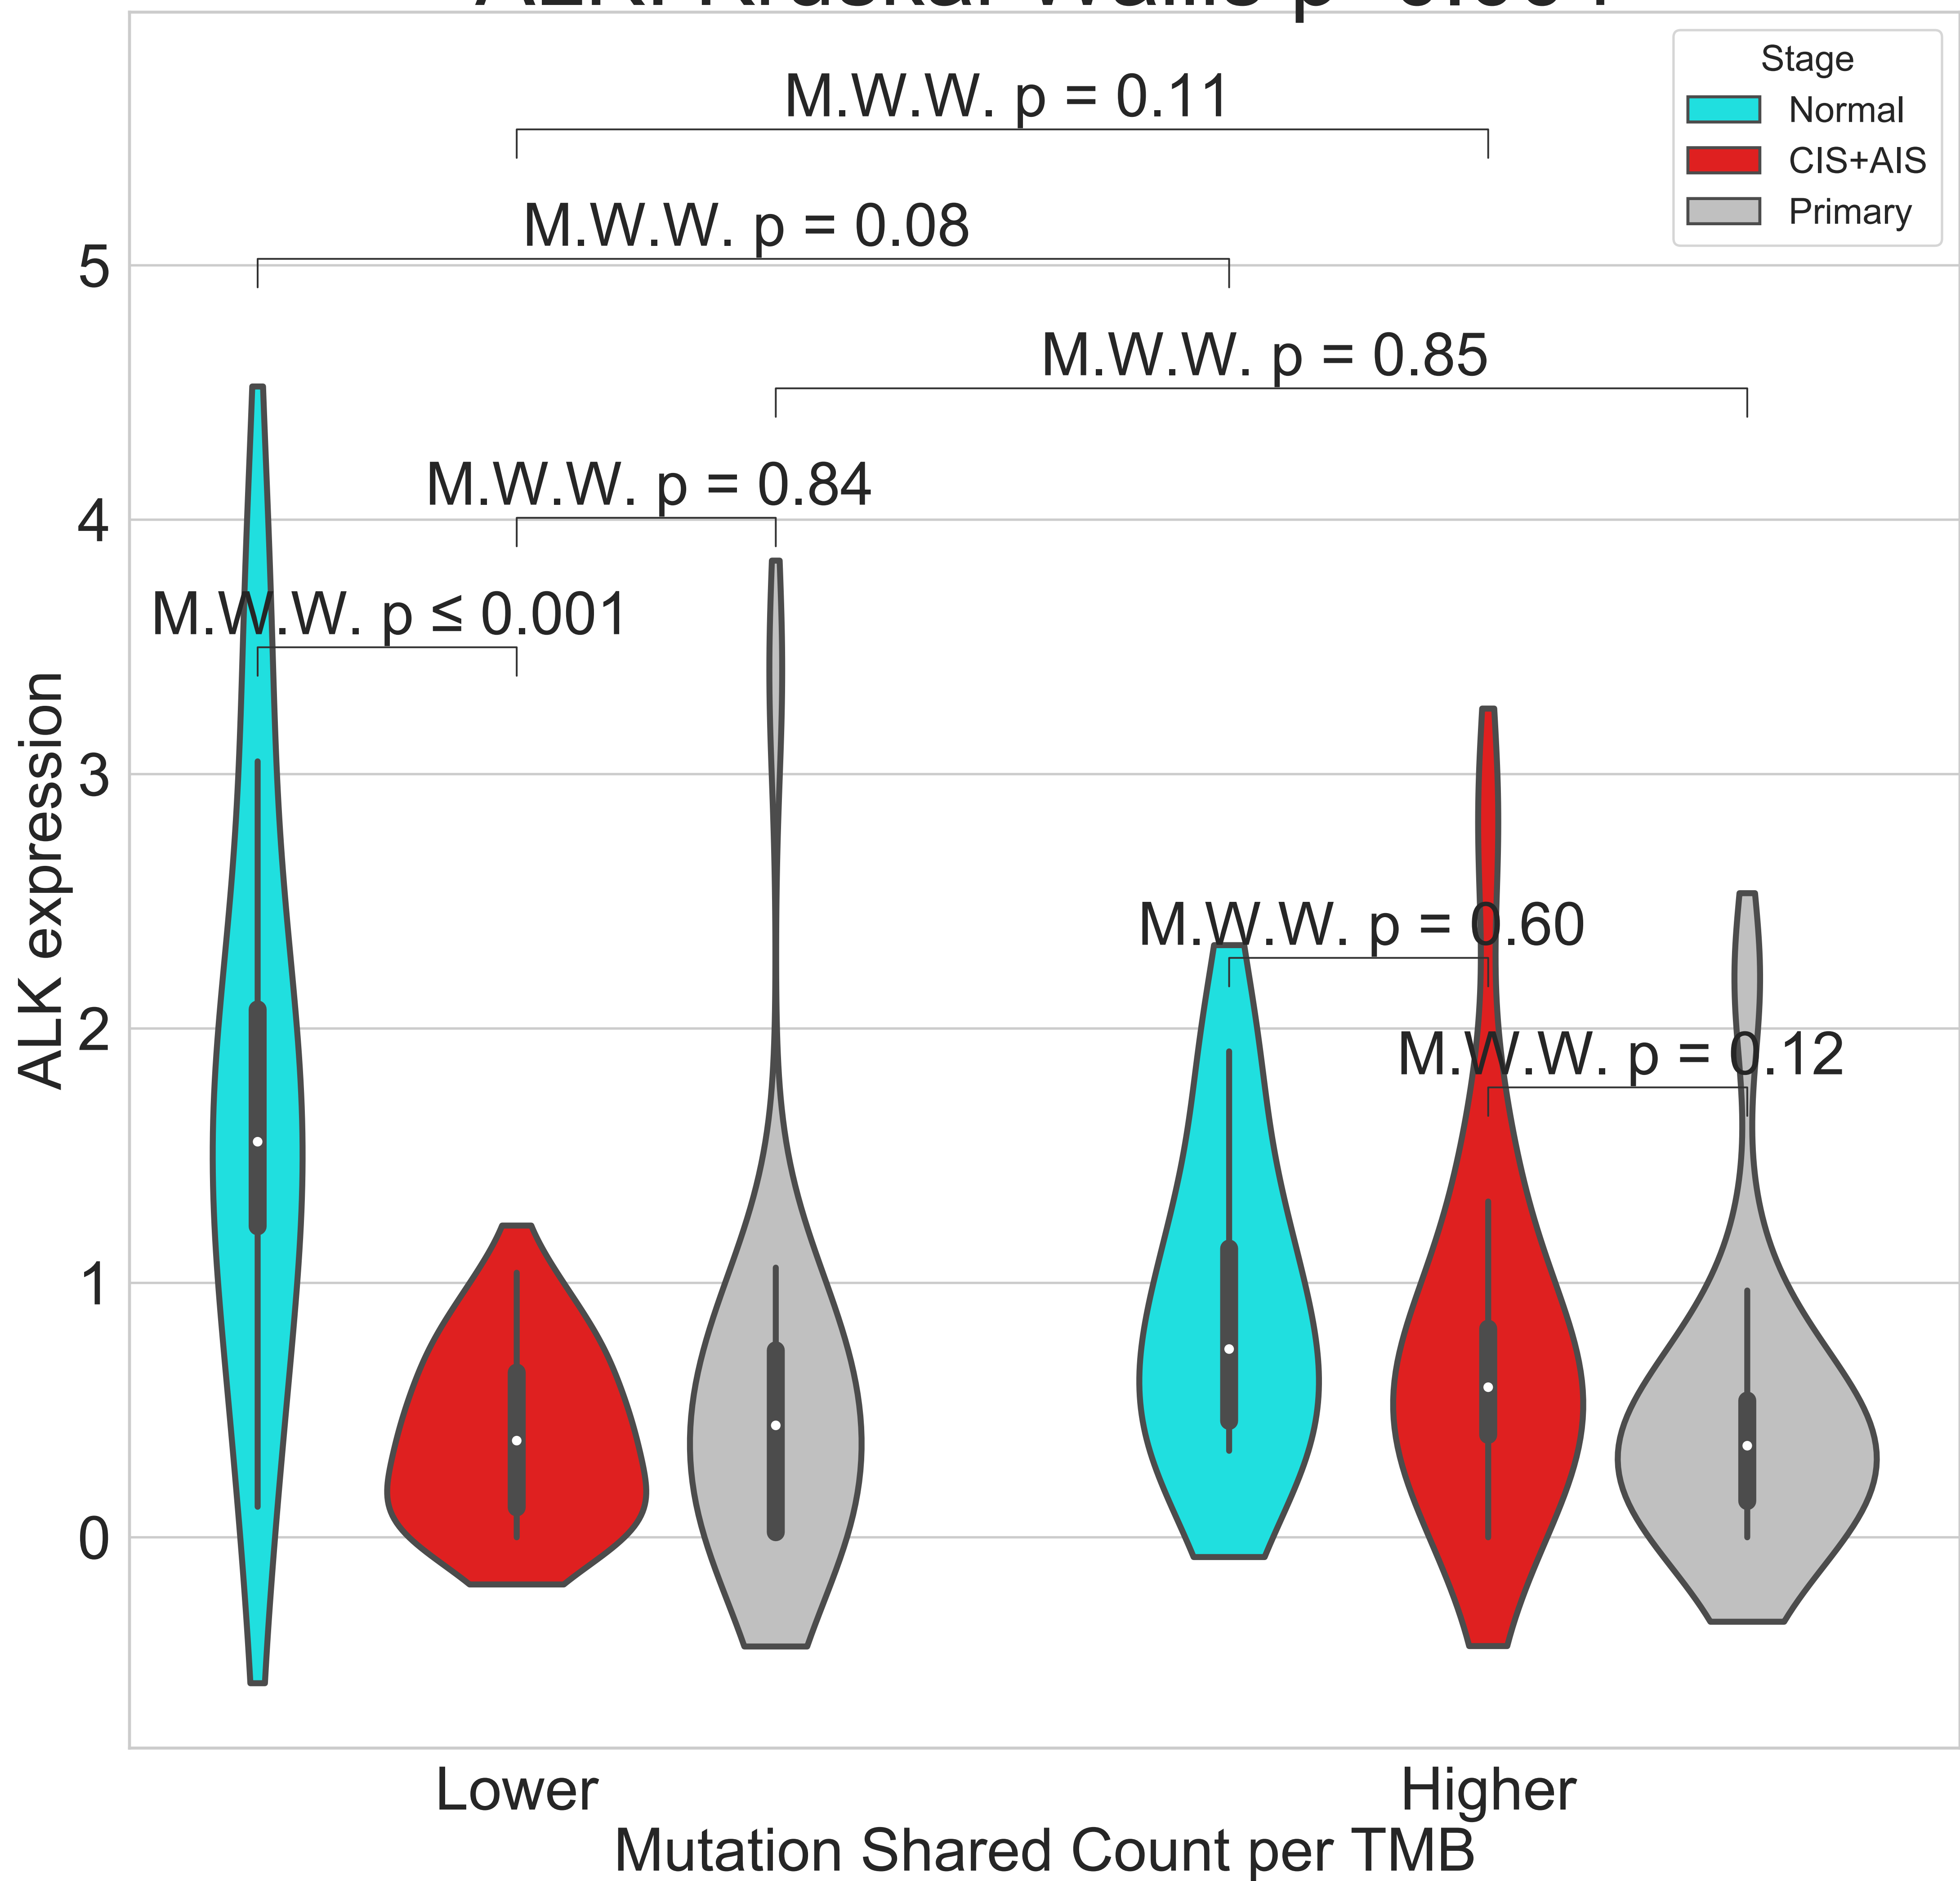 Stage
Normal
CIS+AIS
Primary
M.W.W. p = 0.11
M.W.W. p = 0.08
M.W.W. p = 0.85
M.W.W. p = 0.84
M.W.W. p ≤ 0.001
M.W.W. p = 0.60
M.W.W. p = 0.12
5
4
3
2
1
0
ALK expression
Lower
Higher
Mutation Shared Count per TMB